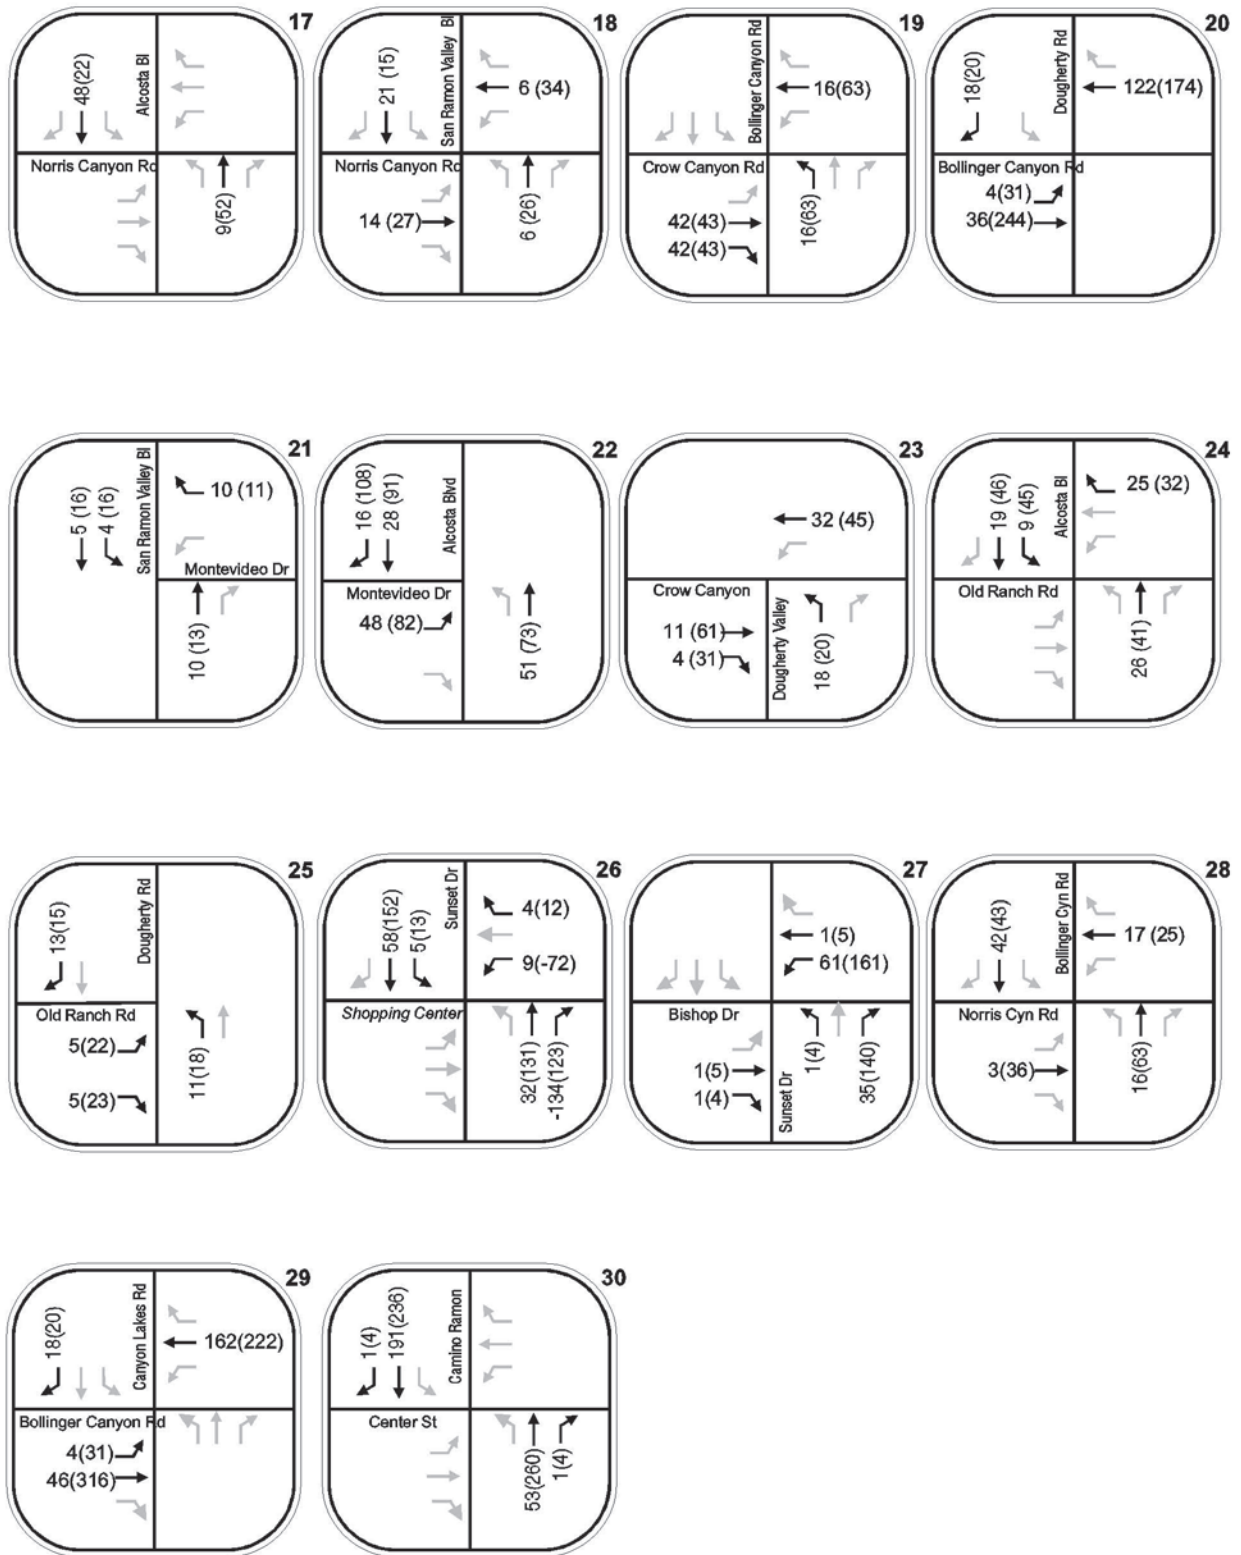 17
48(22)
Alcosta Bl
Norris Canyon Rd
9(52)
18
21 (15)
San Ramon Valley Bl
6 (34)
Norris Canyon Rd
14 (27)
6 (26)
19
Bollinger Canyon Rd
16(63)
Crow Canyon Rd
42(43)
42(43)
16(63)
20
18(20)
Dougherty Rd
122(174)
Bollinger Canyon Rd
4(31)
36(244)
21
5 (16)
4 (16)
San Ramon Valley Bl
10 (11)
Montevideo Dr
10 (13)
22
16 (108)
28 (91)
Alcosta Blvd
Montevideo Dr
48 (82)
51 (73)
23
32 (45)
Crow Canyon
11 (61)
4 (31)
Dougherty Valley
18 (20)
24
19 (46)
9 (45)
Alcosta Bl
25 (32)
Old Ranch Rd
26 (41)
25
13(15)
Dougherty Rd
Old Ranch Rd
5(22)
5(23)
11(18)
26
58(152)
5(13)
Sunset Dr
4(12)
9(-72)
Shopping Center
32(131)
-134(123)
27
1(5)
61(161)
Bishop Dr
1(5)
1(4)
Sunset Dr
1(4)
35(140)
28
42(43)
Bollinger Cyn Rd
17 (25)
Norris Cyn Rd
3(36)
16(63)
29
18(20)
Canyon Lakes Rd
162(222)
Bollinger Canyon Rd
4(31)
46(316)
30
1(4)
191(236)
Camino Ramon
Center St
53(260)
1(4)